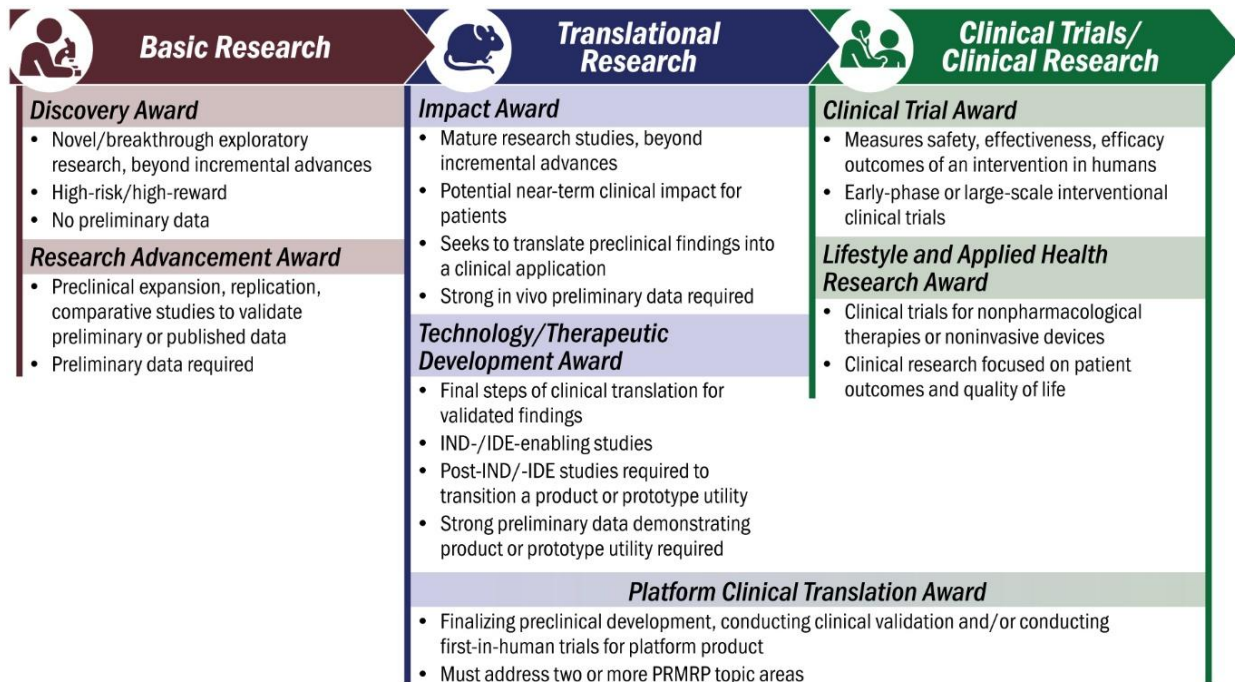 Basic Research
Discovery Award
• Novel/breakthrough exploratory
research, beyond incremental advances
• High-risk/high-reward
• No preliminary data
Research Advancement Award
• Preclinical expansion, replication,
comparative studies to validate
preliminary or published data
• Preliminary data required
Translational
Research
Impact Award
• Mature research studies, beyond
incremental advances
• Potential near-term clinical impact for
patients
• Seeks to translate preclinical findings into
a clinical application
• Strong in vivo preliminary data required
Technology/Therapeutic
Development Award
• Final steps of clinical translation for
validated findings
• IND-/IDE-enabling studies
• Post-IND/-IDE studies required to
transition a product or prototype utility
• Strong preliminary data demonstrating
product or prototype utility required
Clinical Trials/
Clinical Research
Clinical Trial Award
• Measures safety, effectiveness, efficacy
outcomes of an intervention in humans
• Early-phase or large-scale interventional
clinical trials
Lifestyle and Applied Health
Research Award
• Clinical trials for nonpharmacological
therapies or noninvasive devices
• Clinical research focused on patient
outcomes and quality of life
Platform Clinical Translation Award
• Finalizing preclinical development, conducting clinical validation and/or conducting
first-in-human trials for platform product
• Must address two or more PRMRP topic areas